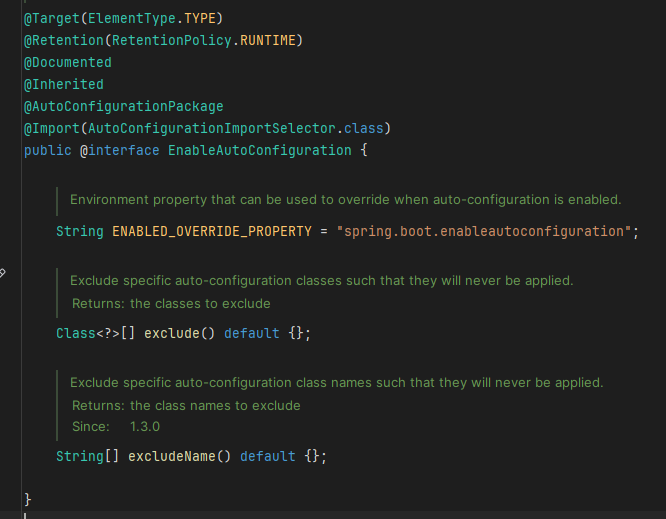 @Target(ElementType.TYPE)
@Retention(RetentionPolicy.RUNTIME)
@Documented
@Inherited
@AutoConfigurationPackage
@Import(AutoConfigurationImportSelector.class)
public @interface EnableAutoConfiguration {
Environment property that can be used to override when auto-configuration is enabled.
String ENABLED_OVERRIDE_PROPERTY = "spring.boot.enableautoconfiguration";
Exclude specific auto-configuration classes such that they will never be applied.
Returns: the classes to exclude
Class<?>[] exclude() default {};
Exclude specific auto-configuration class names such that they will never be applied.
Returns: the class names to exclude
Since: 1.3.0
String[] excludeName() default {};
}